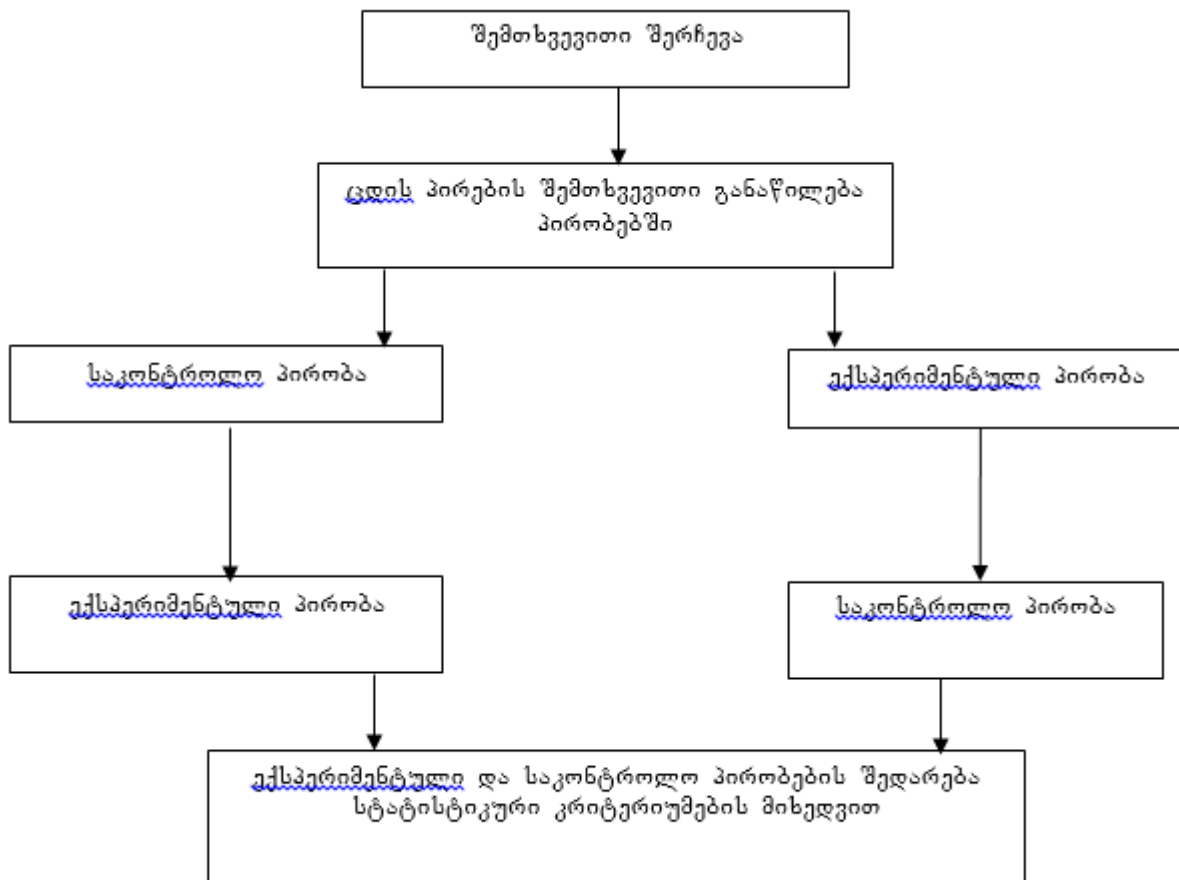 შემთხვევითი შერჩევა
ცდის პირების შემთხვევითი განაწილება
პირობებში
საკონტროლო პირობა
ექსპერიმენტული პირობა
ექსპერიმენტული პირობა
საკონტროლო პირობა
ექსპერიმენტული და საკონტროლო პირობების შედარება
სტატისტიკური კრიტერიუმების მიხედვით